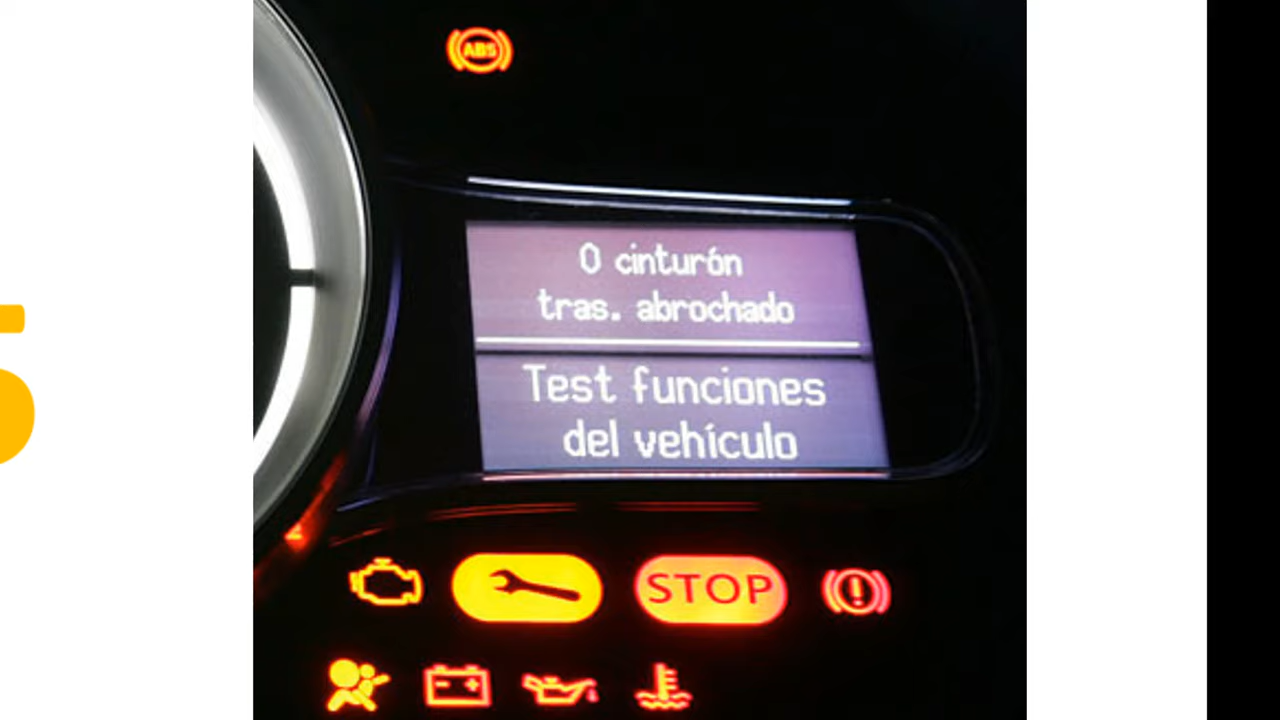 ABS
0 cinturón
tras. abrochado
Test funciones
del vehículo
STOP